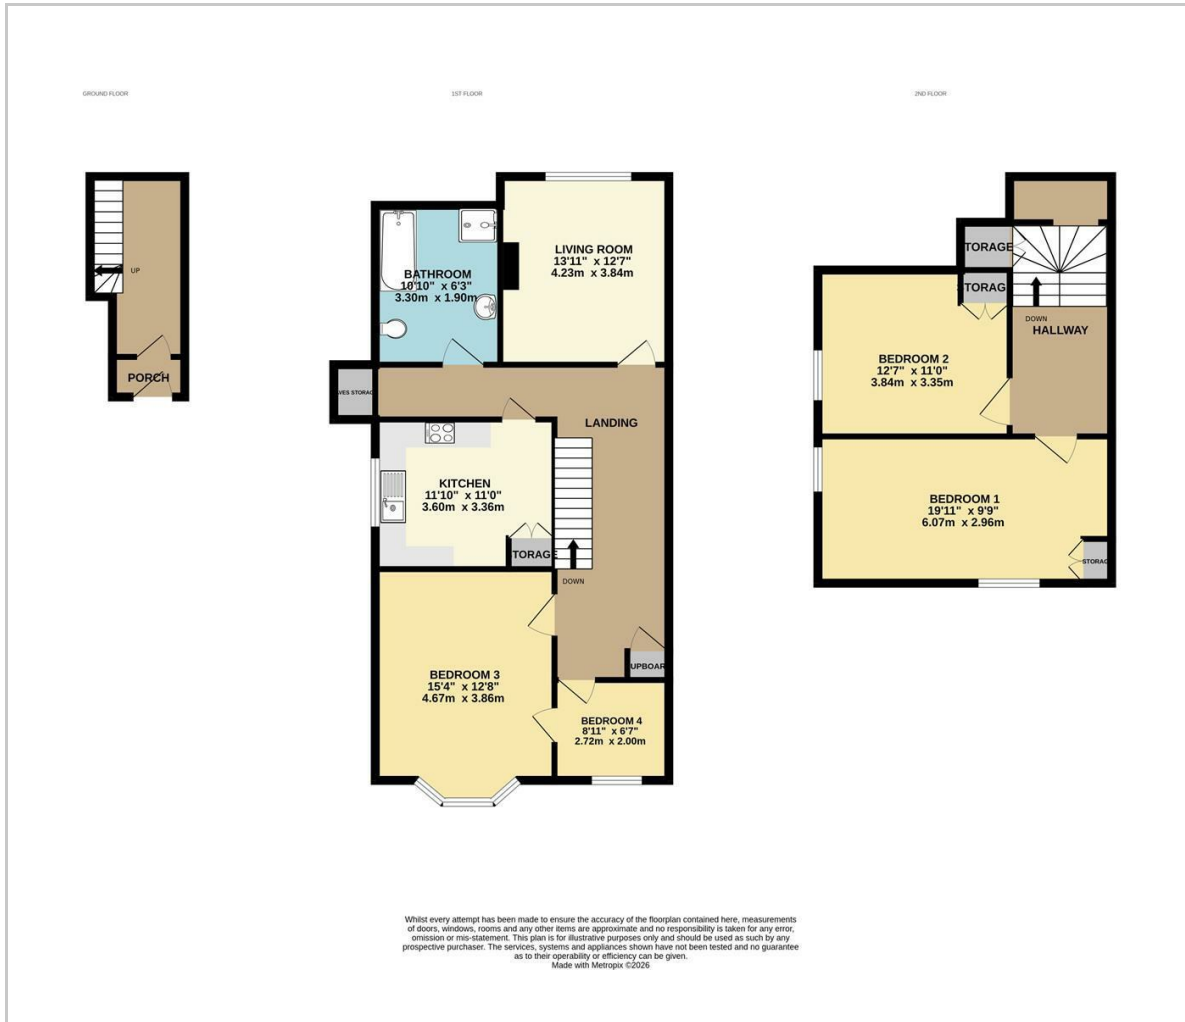 GROUND FLOOR
1ST FLOOR
2ND FLOOR
UP
PORCH
LIVING ROOM
13'11" x 12'7"
4.23m x 3.84m
BATHROOM
10'10" x 6'3"
3.30m x 1.90m
VES STORAG
LANDING
KITCHEN
11'10" x 11'0"
3.60m x 3.36m
TORAGE
DOWN
BEDROOM 3
15'4" x 12'8"
4.67m x 3.86m
UPBOAR
BEDROOM 4
8'11" x 6'7"
2.72m x 2.00m
TORAGE
TORAG
DOWN
HALLWAY
BEDROOM 2
12'7" x 11'0"
3.84m x 3.35m
BEDROOM 1
19'11" x 9'9"
6.07m x 2.96m
STORAG
Whilst every attempt has been made to ensure the accuracy of the floorplan contained here, measurements
of doors, windows, rooms and any other items are approximate and no responsibility is taken for any error,
omission or mis-statement. This plan is for illustrative purposes only and should be used as such by any
prospective purchaser. The services, systems and appliances shown have not been tested and no guarantee
as to their operability or efficiency can be given.
Made with Metropix ©2026